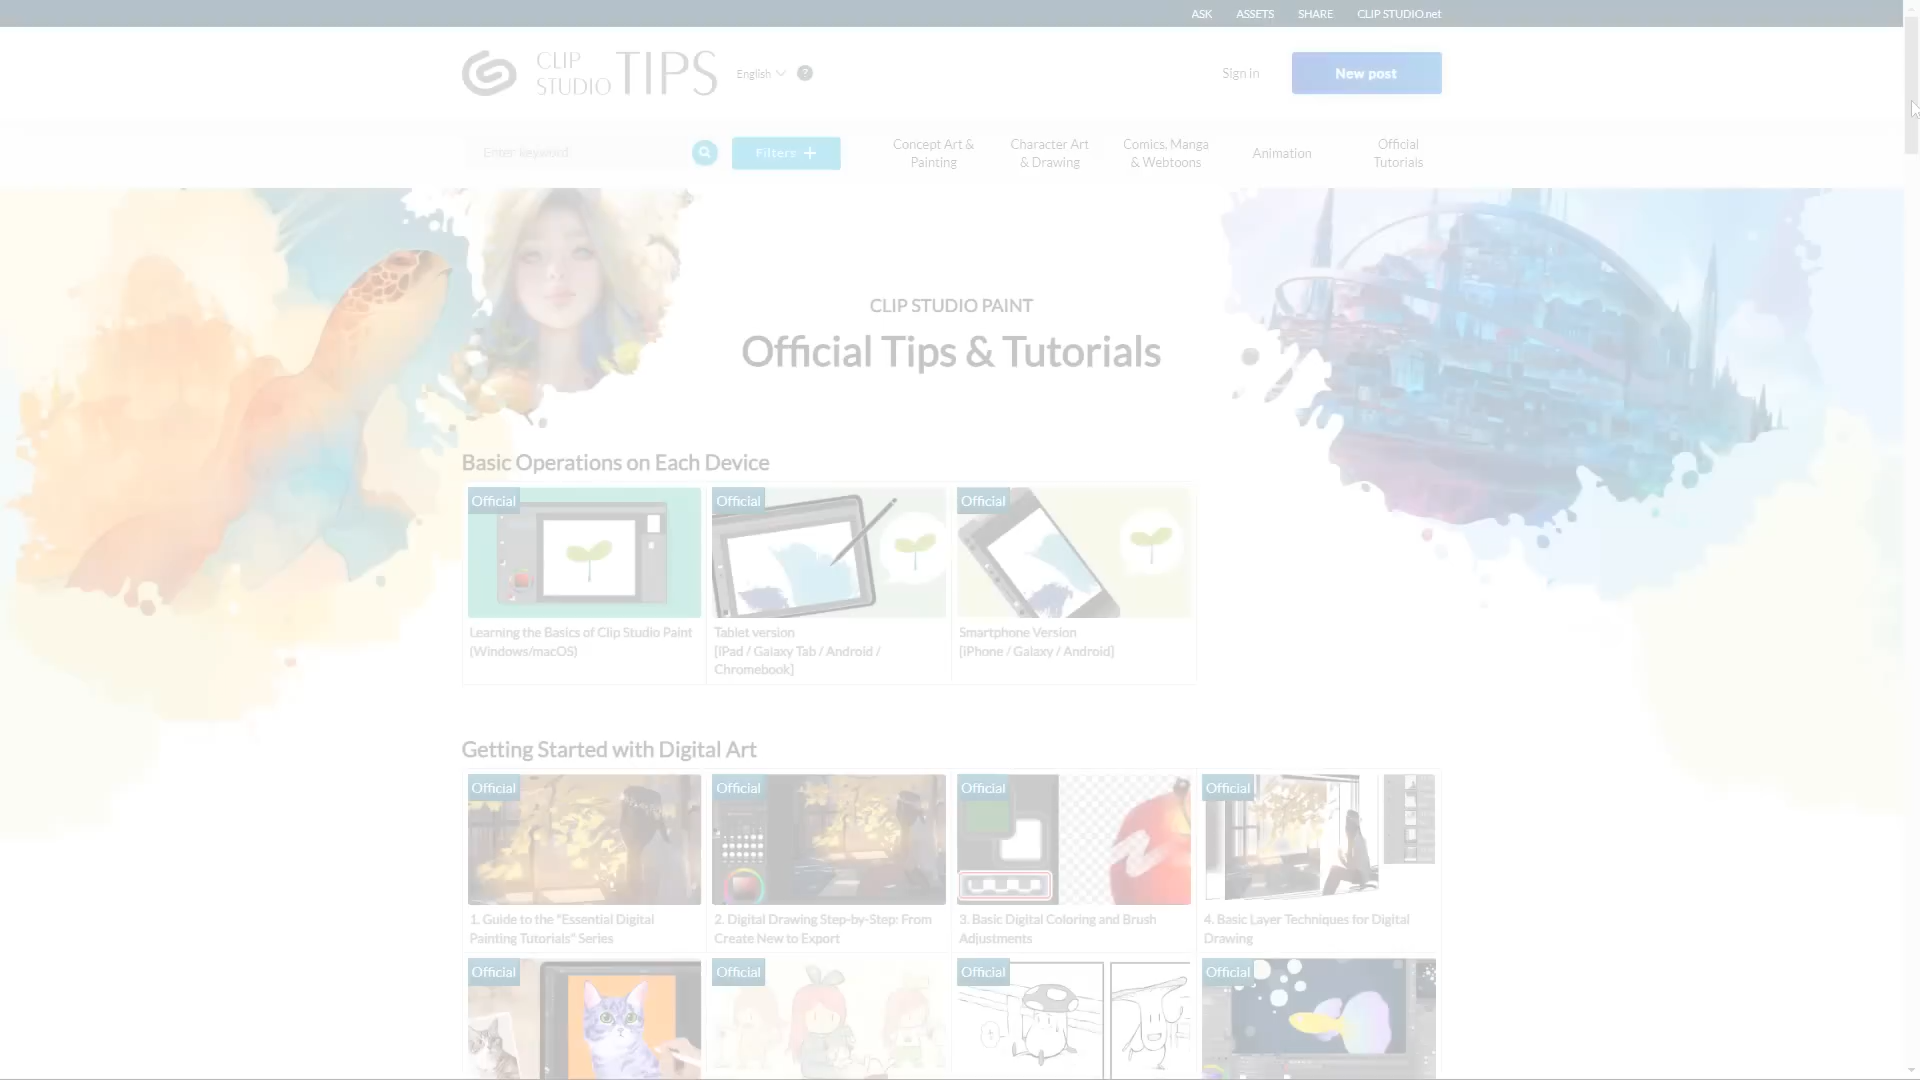 ASK ASSETS SHARE CLIP STUDIO.net
CLIP
STUDIO TIPS
English ?
Sign in
New post
Enter keyword
Filters +
Concept Art &
Painting
Character Art
& Drawing
Comics, Manga
& Webtoons
Animation
Official
Tutorials
CLIP STUDIO PAINT
Official Tips & Tutorials
Basic Operations on Each Device
Official
Learning the Basics of Clip Studio Paint
(Windows/macOS)
Official
Tablet version
[iPad / Galaxy Tab / Android /
Chromebook]
Official
Smartphone Version
[iPhone / Galaxy / Android]
Getting Started with Digital Art
Official
1. Guide to the "Essential Digital
Painting Tutorials" Series
Official
2. Digital Drawing Step-by-Step: From
Create New to Export
Official
3. Basic Digital Coloring and Brush
Adjustments
Official
4. Basic Layer Techniques for Digital
Drawing
Official
Official
Official
Official